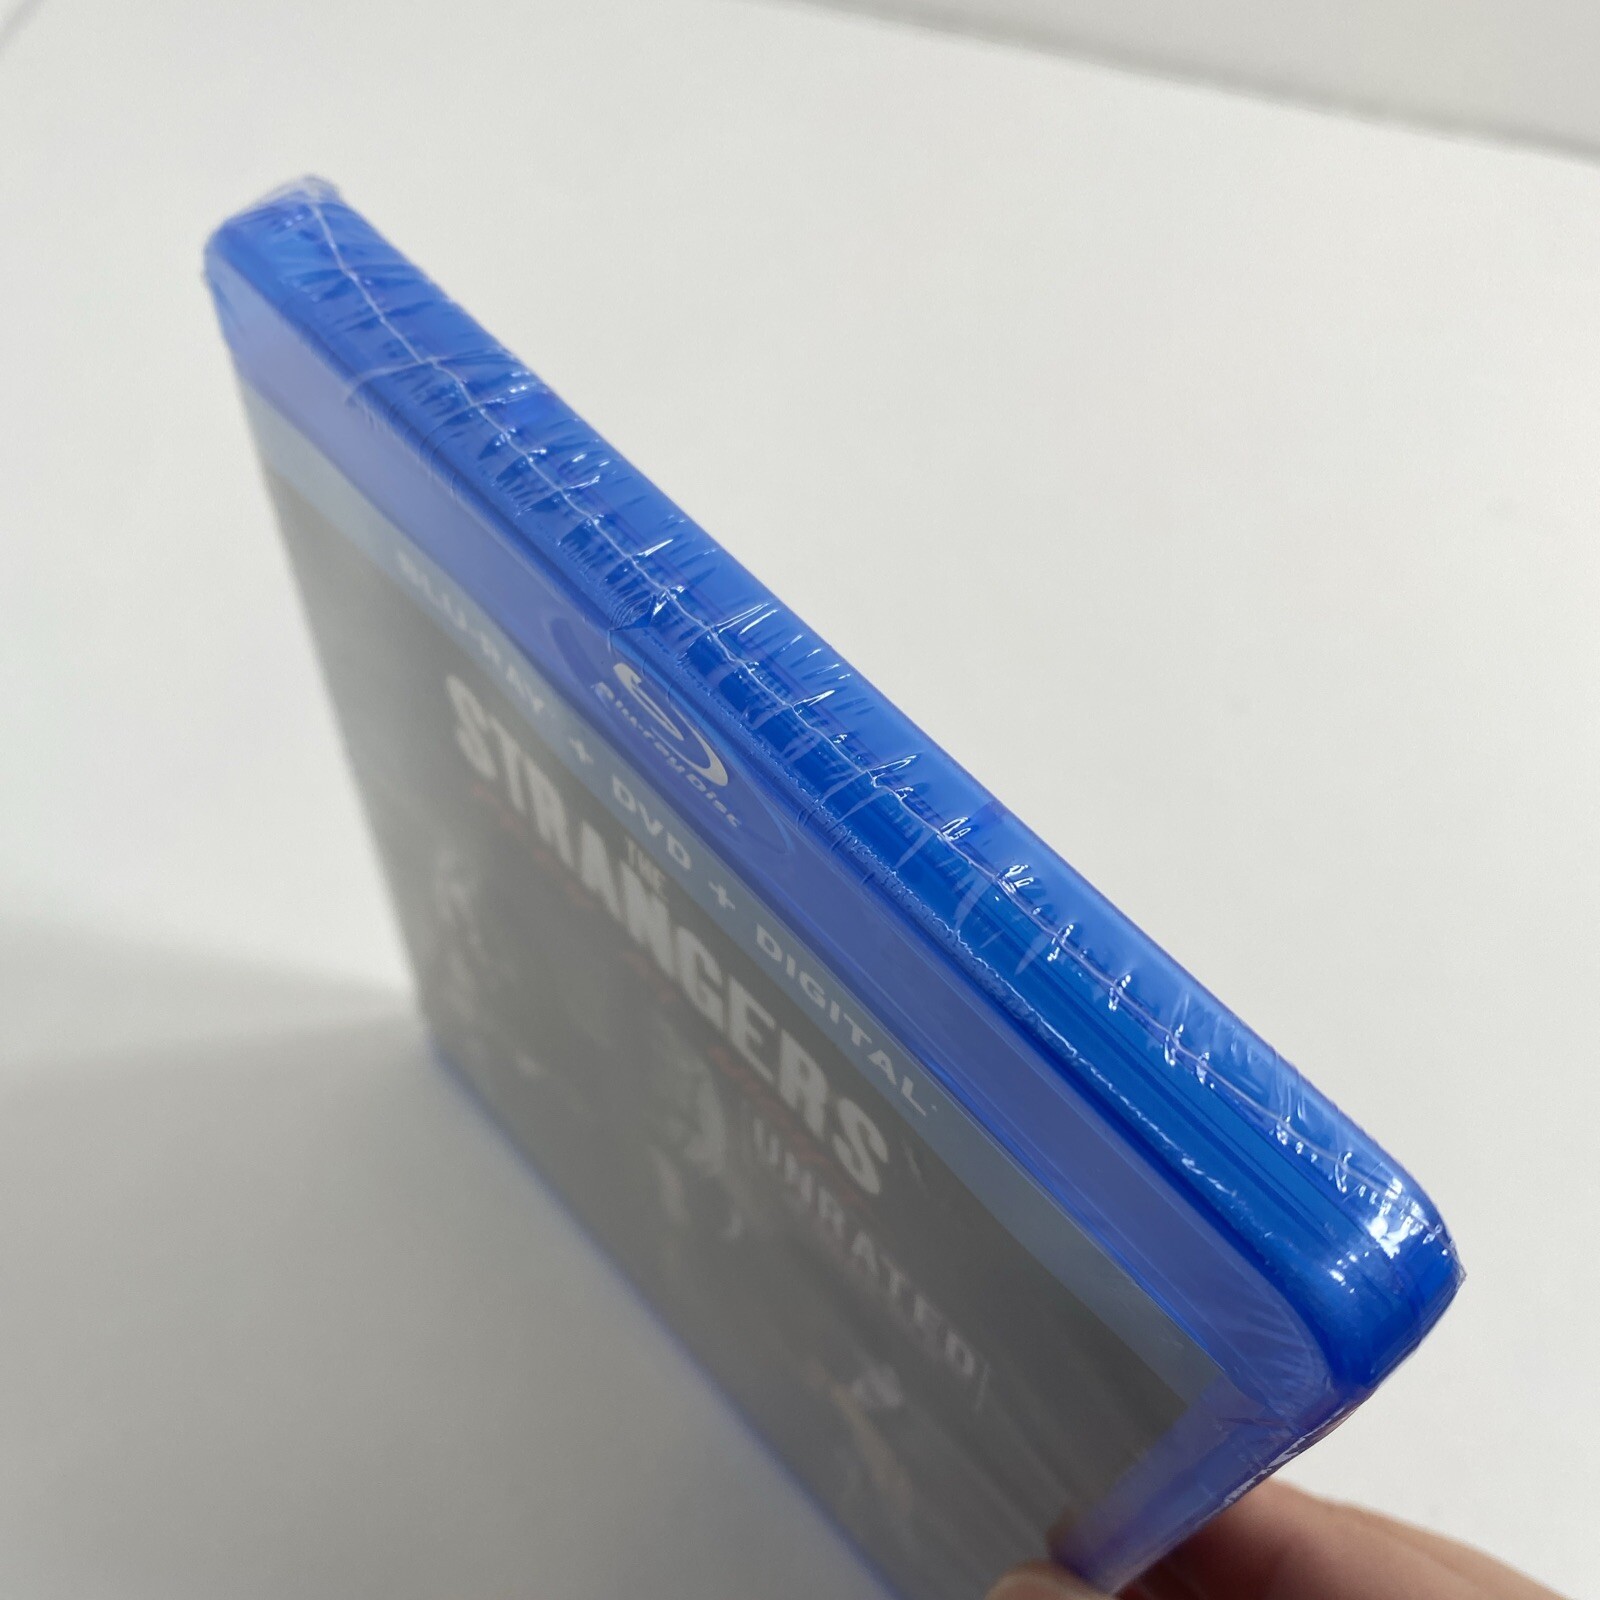 Blu-ray Disc
BLU-RAY + DVD + DIGITAL
THE
STRANGERS
UNRATED